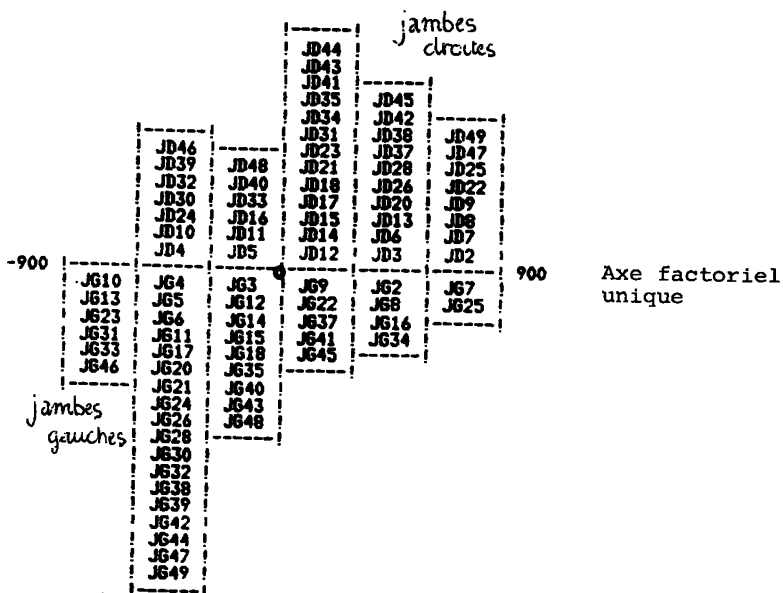 jambes
droites
JD44
JD43
JD41
JD35 JD45
JD34 JD42
JD31 JD38 JD49
JD46 JD23 JD37 JD47
JD39 JD48 JD21 JD28 JD25
JD32 JD40 JD18 JD26 JD22
JD30 JD33 JD17 JD20 JD9
JD24 JD16 JD15 JD13 JD8
JD10 JD11 JD14 JD6 JD7
JD4 JD5 JD12 JD3 JD2
-900 900 Axe factoriel
unique
JG10 JG4 JG3 JG9 JG2 JG7
JG13 JG5 JG12 JG22 JG8 JG25
JG23 JG6 JG14 JG37 JG16
JG31 JG11 JG15 JG41 JG34
JG33 JG17 JG18 JG45
JG46 JG20 JG35
JG21 JG40
jambes
gauches
JG24 JG43
JG26 JG48
JG28
JG30
JG32
JG38
JG39
JG42
JG44
JG47
JG49